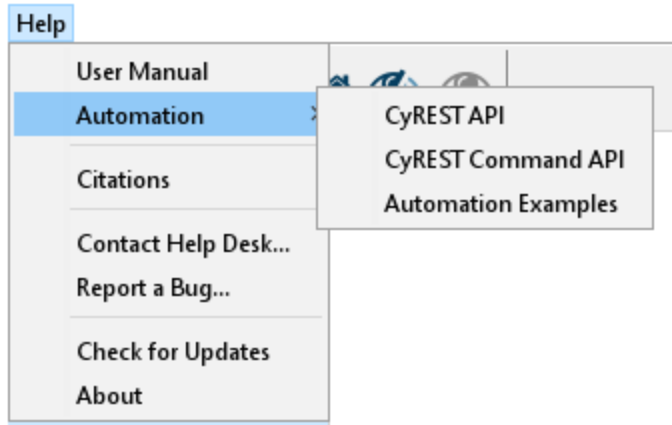 Help
User Manual
Automation
CyREST API
CyREST Command API
Automation Examples
Citations
Contact Help Desk...
Report a Bug...
Check for Updates
About